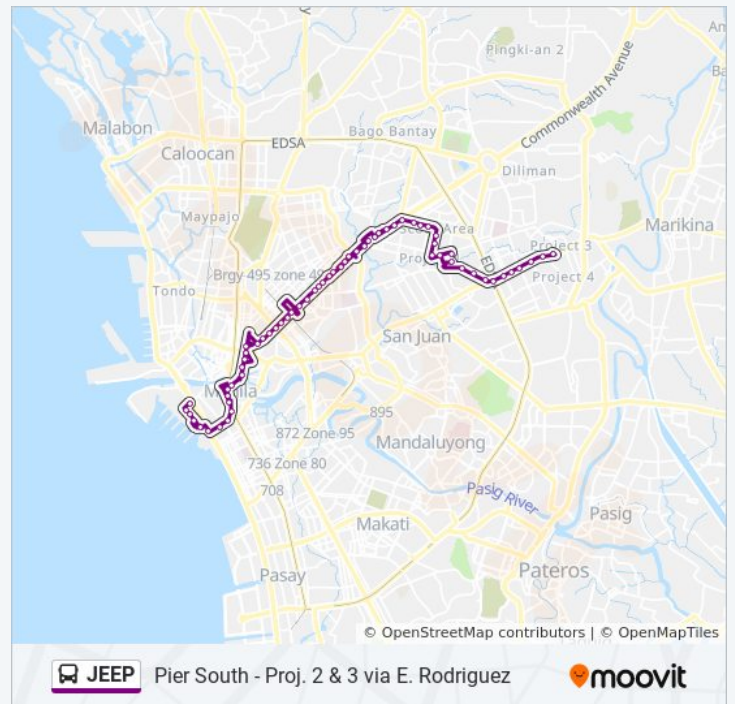 Pingki-an 2
Malabon
Bago Bantay
Commonwealth Avenue
EDSA
Caloocan
Diliman
Maypajo
Marikina
Project 3
Brgy 495 zone 49
Project 4
Tondo
San Juan
Manila
895
872 Zone 95
Mandaluyong
736 Zone 80
708
Pasig River
Pasig
Makati
Pateros
Pasay
© OpenStreetMap contributors | © OpenMapTiles
JEEP Pier South - Proj. 2 & 3 via E. Rodriguez moovit